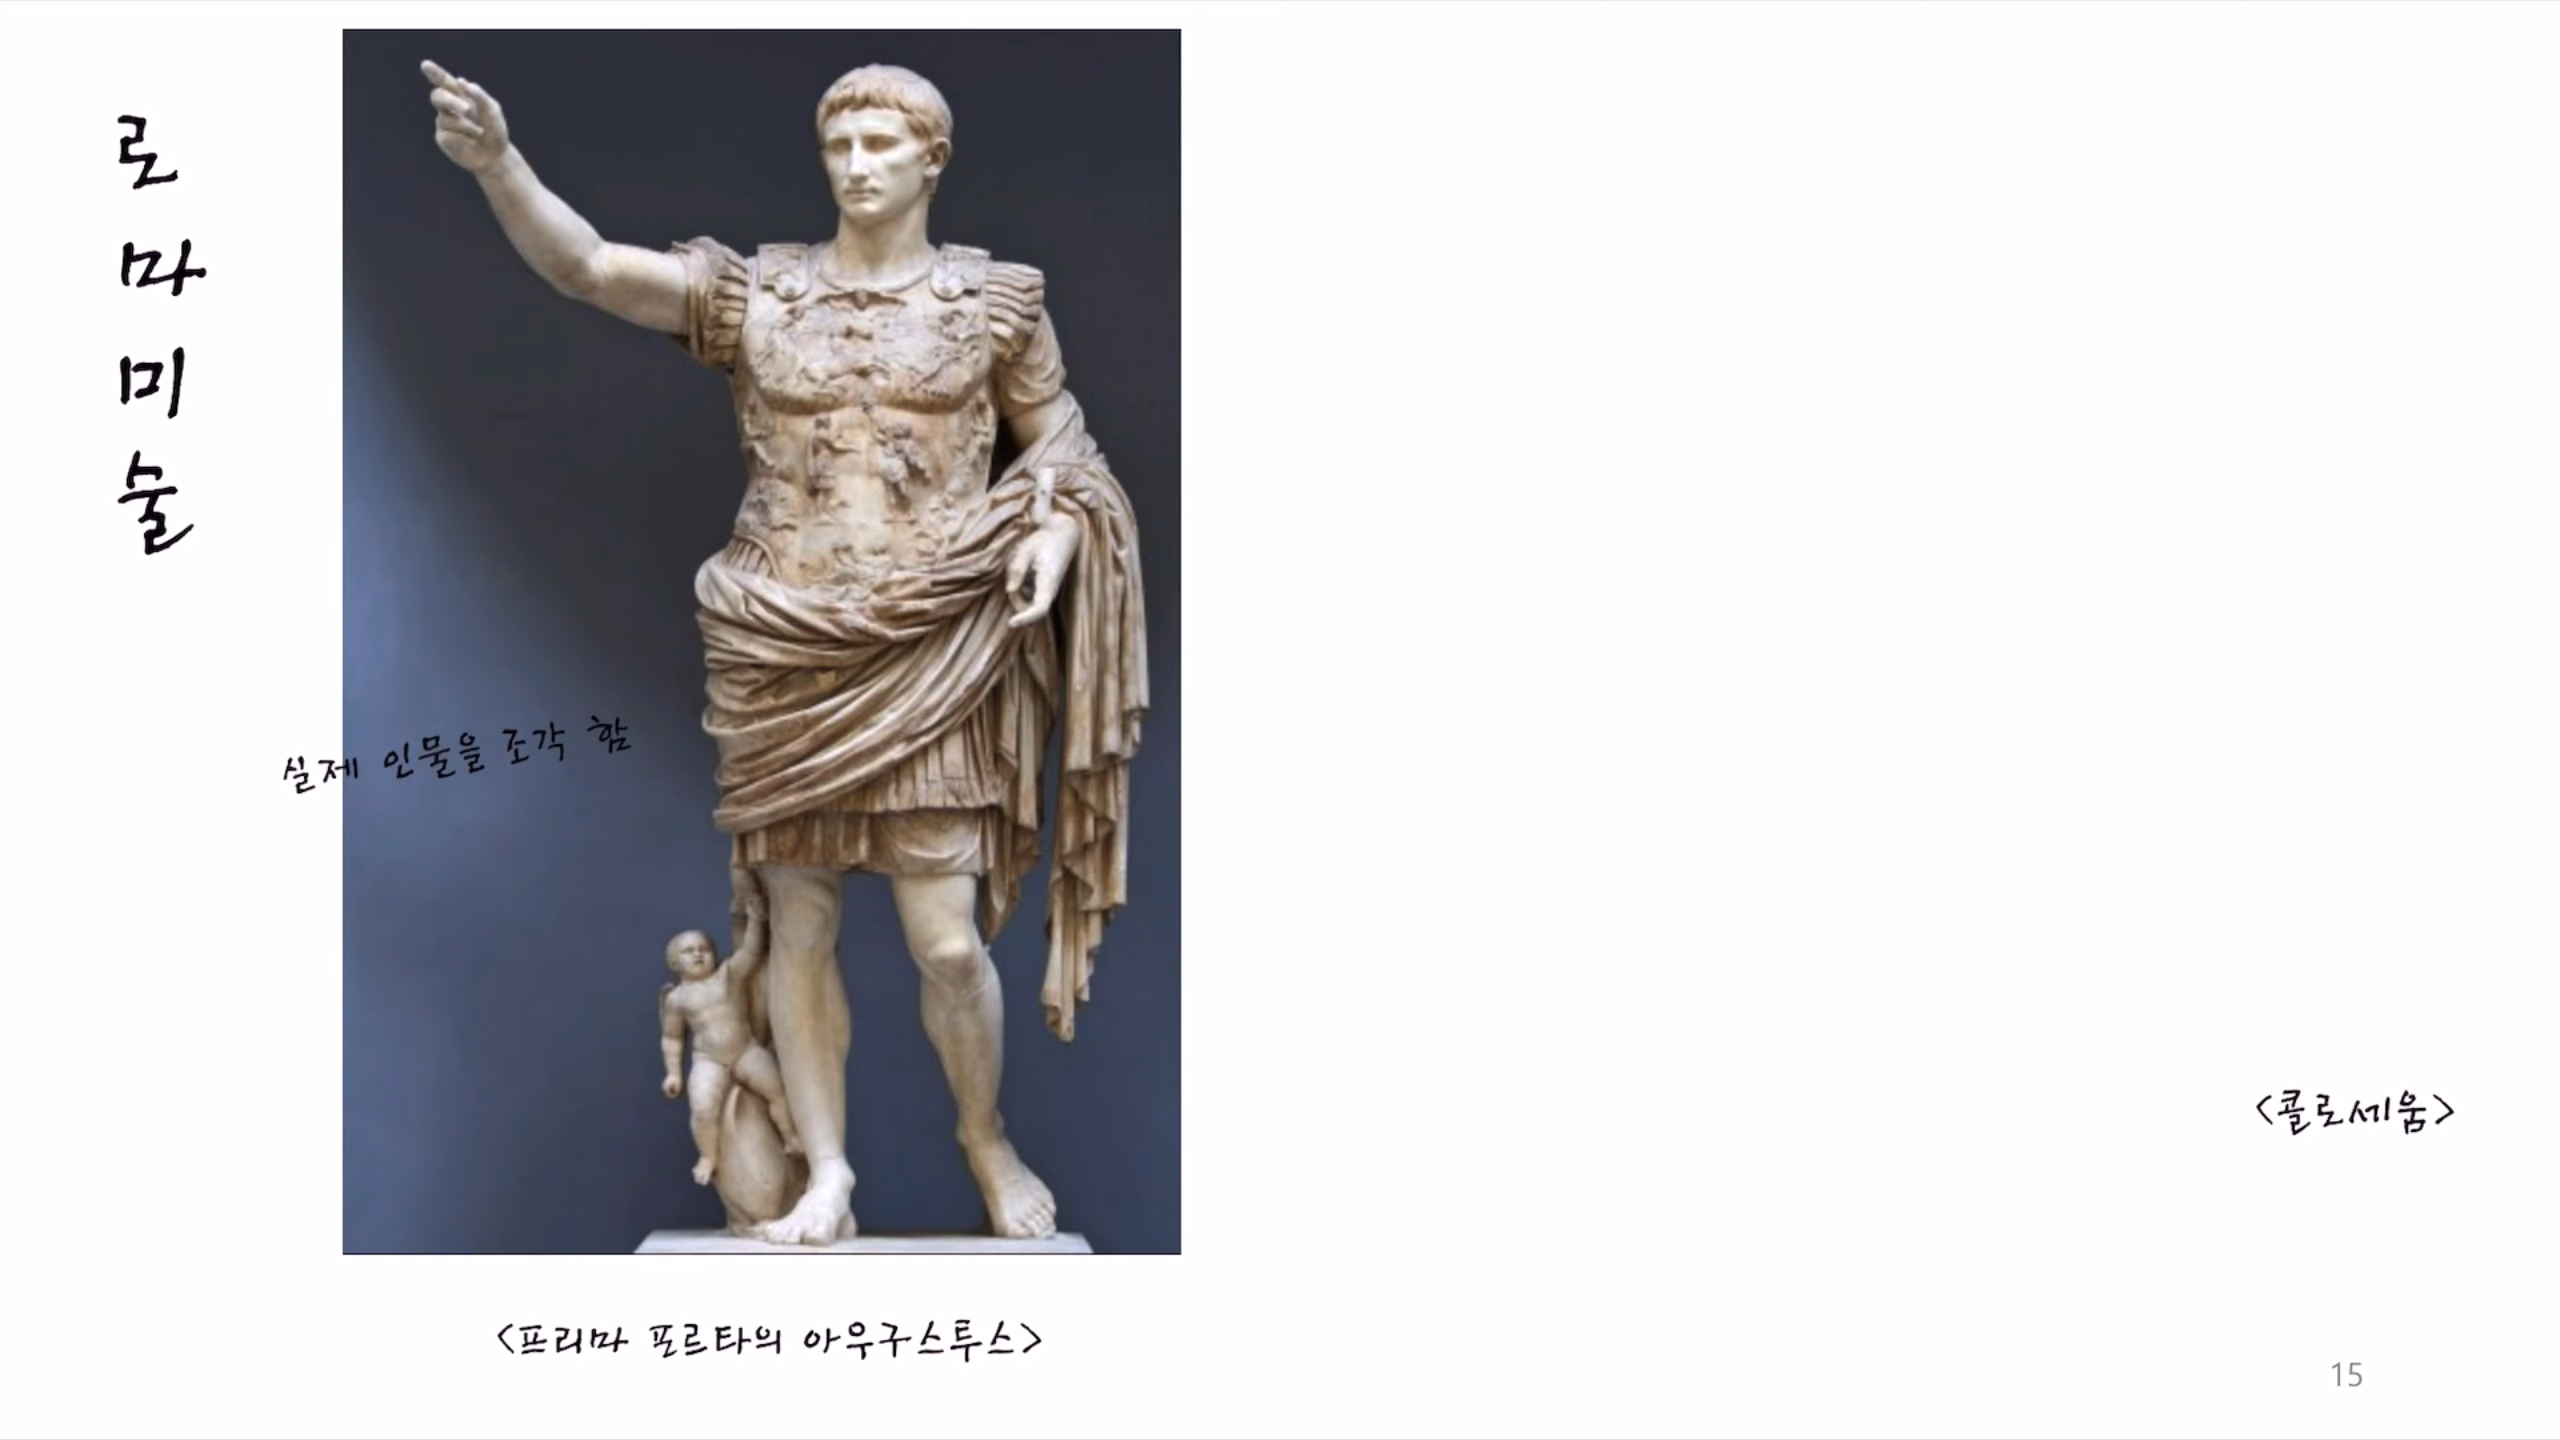 로
마
미
술
실제 인물을 조각 함
<콜로세움>
<프리마 포르타의 아우구스투스>
15